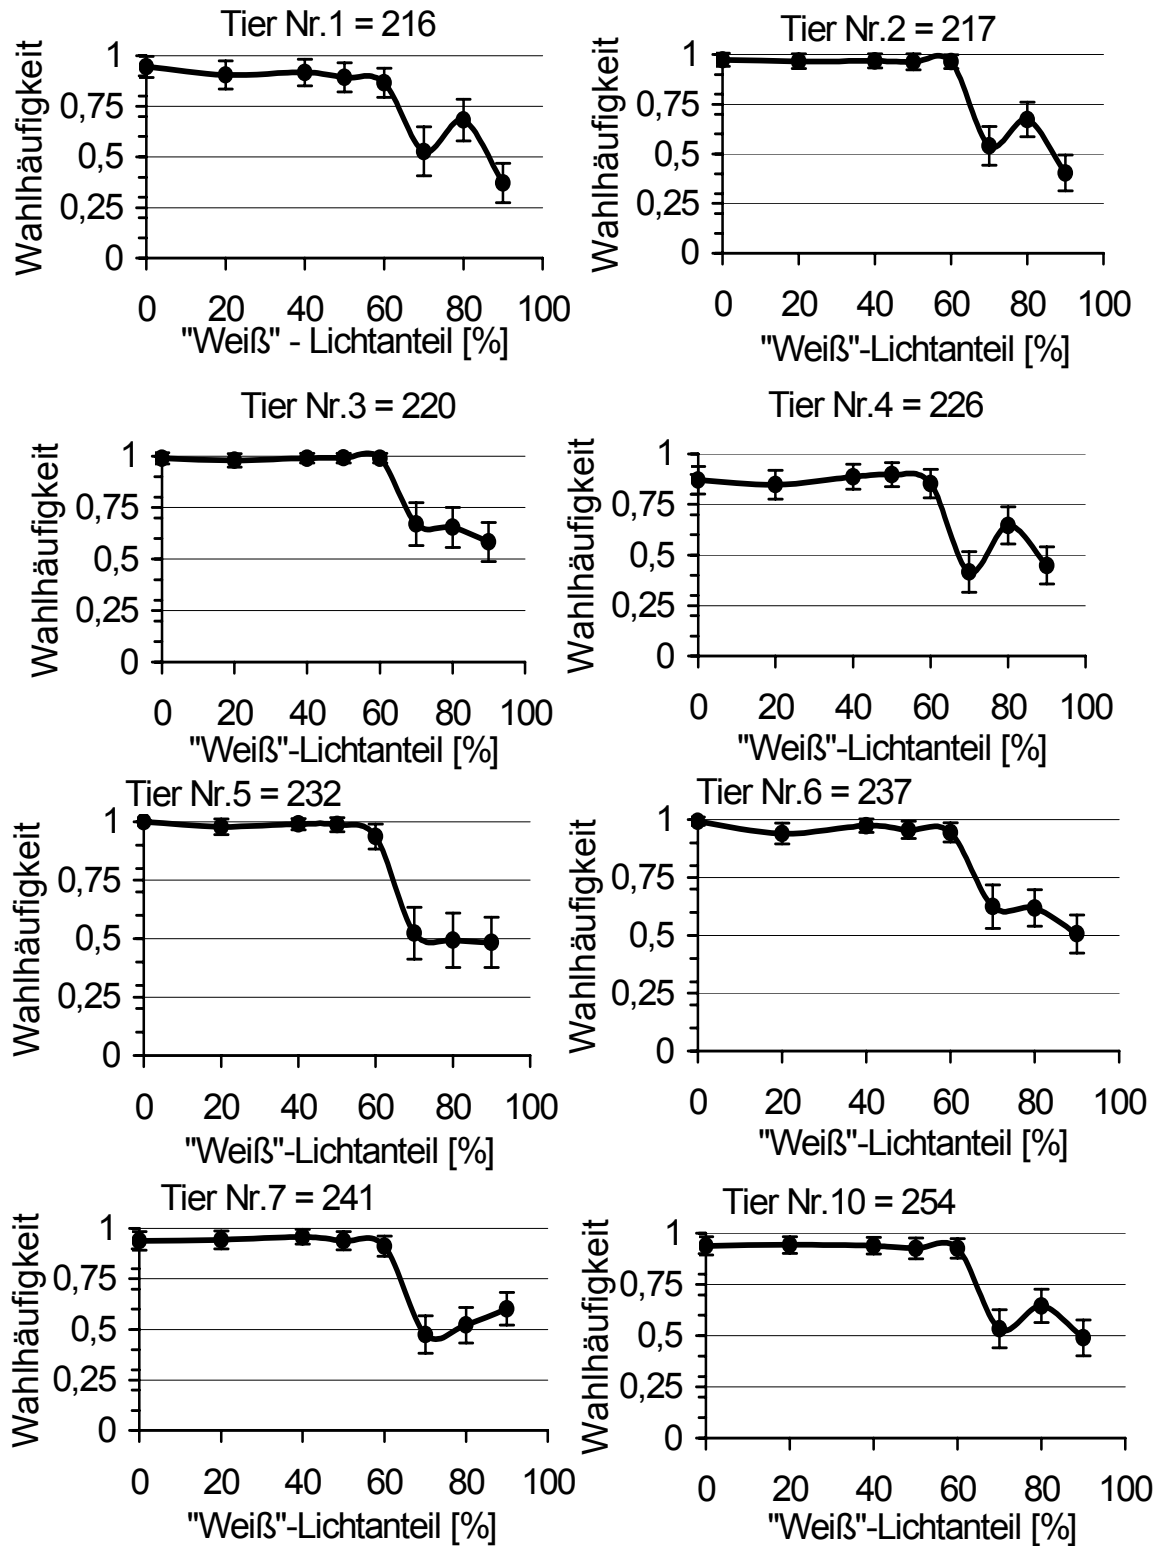 Tier Nr.1 = 216
Wahlhäufigkeit
1
0,75
0,5
0,25
0
0 20 40 60 80 100
"Weiß" - Lichtanteil [%]
Tier Nr.2 = 217
Wahlhäufigkeit
1
0,75
0,5
0,25
0
0 20 40 60 80 100
"Weiß"-Lichtanteil [%]
Tier Nr.3 = 220
Wahlhäufigkeit
1
0,75
0,5
0,25
0
0 20 40 60 80 100
"Weiß"-Lichtanteil [%]
Tier Nr.4 = 226
Wahlhäufigkeit
1
0,75
0,5
0,25
0
0 20 40 60 80 100
"Weiß"-Lichtanteil [%]
Tier Nr.5 = 232
Wahlhäufigkeit
1
0,75
0,5
0,25
0
0 20 40 60 80 100
"Weiß"-Lichtanteil [%]
Tier Nr.6 = 237
Wahlhäufigkeit
1
0,75
0,5
0,25
0
0 20 40 60 80 100
"Weiß"-Lichtanteil [%]
Tier Nr.7 = 241
Wahlhäufigkeit
1
0,75
0,5
0,25
0
0 20 40 60 80 100
"Weiß"-Lichtanteil [%]
Tier Nr.10 = 254
Wahlhäufigkeit
1
0,75
0,5
0,25
0
0 20 40 60 80 100
"Weiß"-Lichtanteil [%]